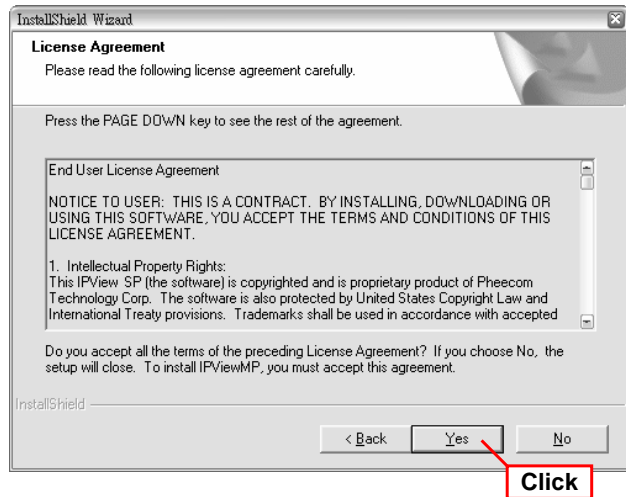 InstallShield Wizard
License Agreement
Please read the following license agreement carefully.
Press the PAGE DOWN key to see the rest of the agreement.
End User License Agreement
NOTICE TO USER: THIS IS A CONTRACT. BY INSTALLING, DOWNLOADING OR
USING THIS SOFTWARE, YOU ACCEPT THE TERMS AND CONDITIONS OF THIS
LICENSE AGREEMENT.
1. Intellectual Property Rights:
This IPView SP (the software) is copyrighted and is proprietary product of Pheecom
Technology Corp. The software is also protected by United States Copyright Law and
International Treaty provisions. Trademarks shall be used in accordance with accepted
Do you accept all the terms of the preceding License Agreement? If you choose No, the
setup will close. To install IPViewMP, you must accept this agreement.
InstallShield
< Back Yes No
Click